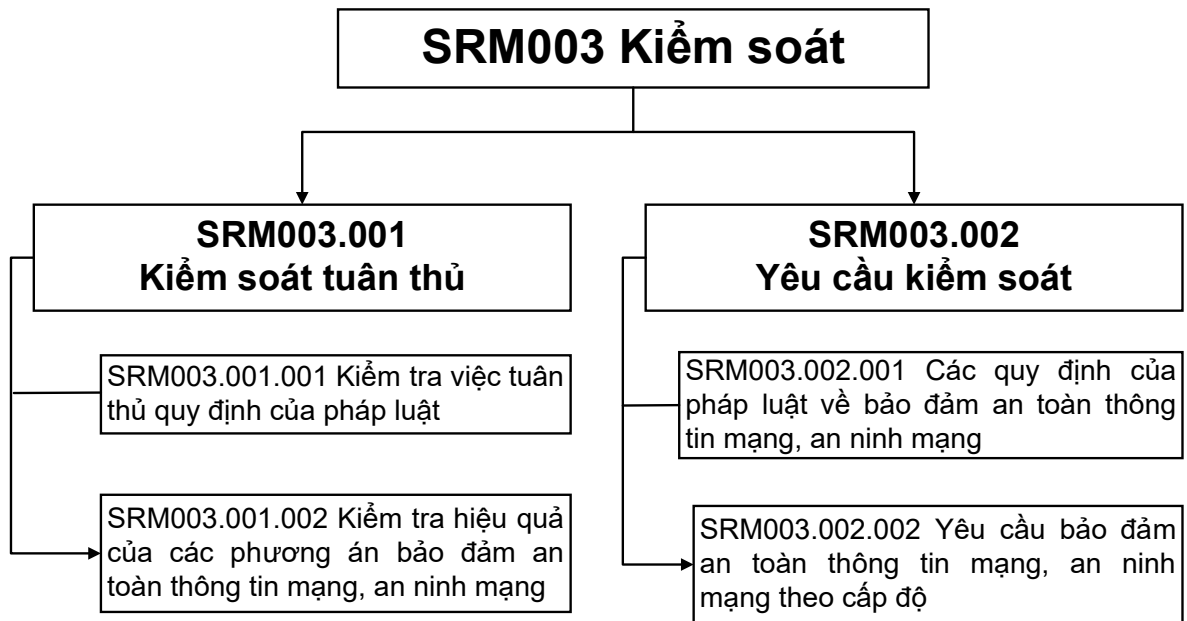 SRM003 Kiểm soát
SRM003.001
Kiểm soát tuân thủ
SRM003.001.001 Kiểm tra việc tuân
thủ quy định của pháp luật
SRM003.001.002 Kiểm tra hiệu quả
của các phương án bảo đảm an
toàn thông tin mạng, an ninh mạng
SRM003.002
Yêu cầu kiểm soát
SRM003.002.001 Các quy định của
pháp luật về bảo đảm an toàn thông
tin mạng, an ninh mạng
SRM003.002.002 Yêu cầu bảo đảm
an toàn thông tin mạng, an ninh
mạng theo cấp độ